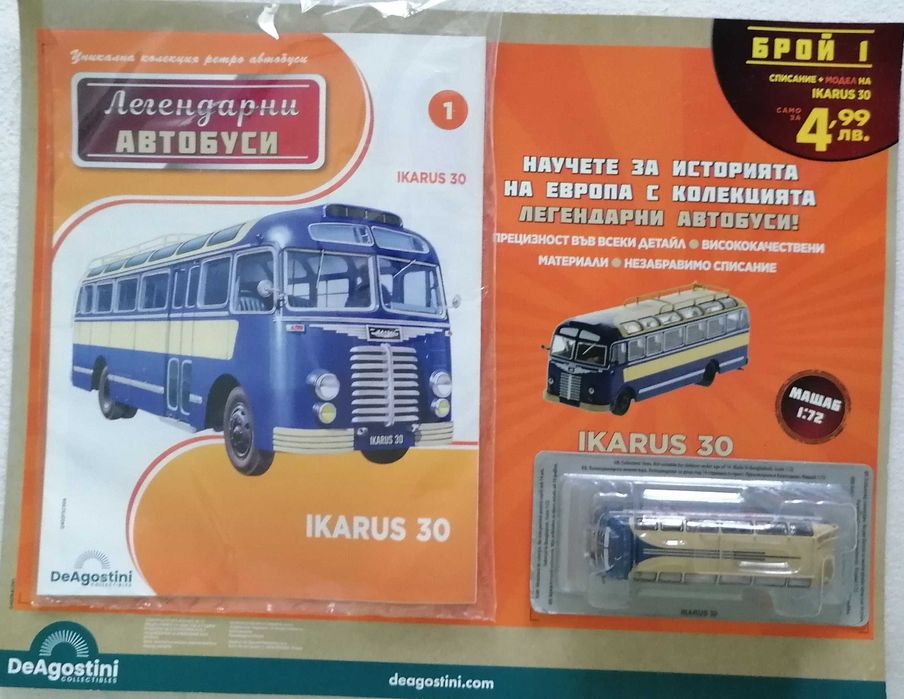 Уникална колекция ретро автобуси
Легендарни
АВТОБУСИ
1
IKARUS 30
IKARUS 30
IKARUS 30
DeAgostini
COLLECTIBLES
БРОЙ 1
СПИСАНИЕ + МОДЕЛ НА
IKARUS 30
САМО ЗА
4,99 ЛВ.
НАУЧЕТЕ ЗА ИСТОРИЯТА
НА ЕВРОПА С КОЛЕКЦИЯТА
ЛЕГЕНДАРНИ АВТОБУСИ!
ПРЕЦИЗНОСТ ВЪВ ВСЕКИ ДЕТАЙЛ • ВИСОКОКАЧЕСТВЕНИ
МАТЕРИАЛИ • НЕЗАБРАВИМО СПИСАНИЕ
МАЩАБ
1:72
IKARUS 30
IKARUS 30
DeAgostini
COLLECTIBLES
deagostini.com